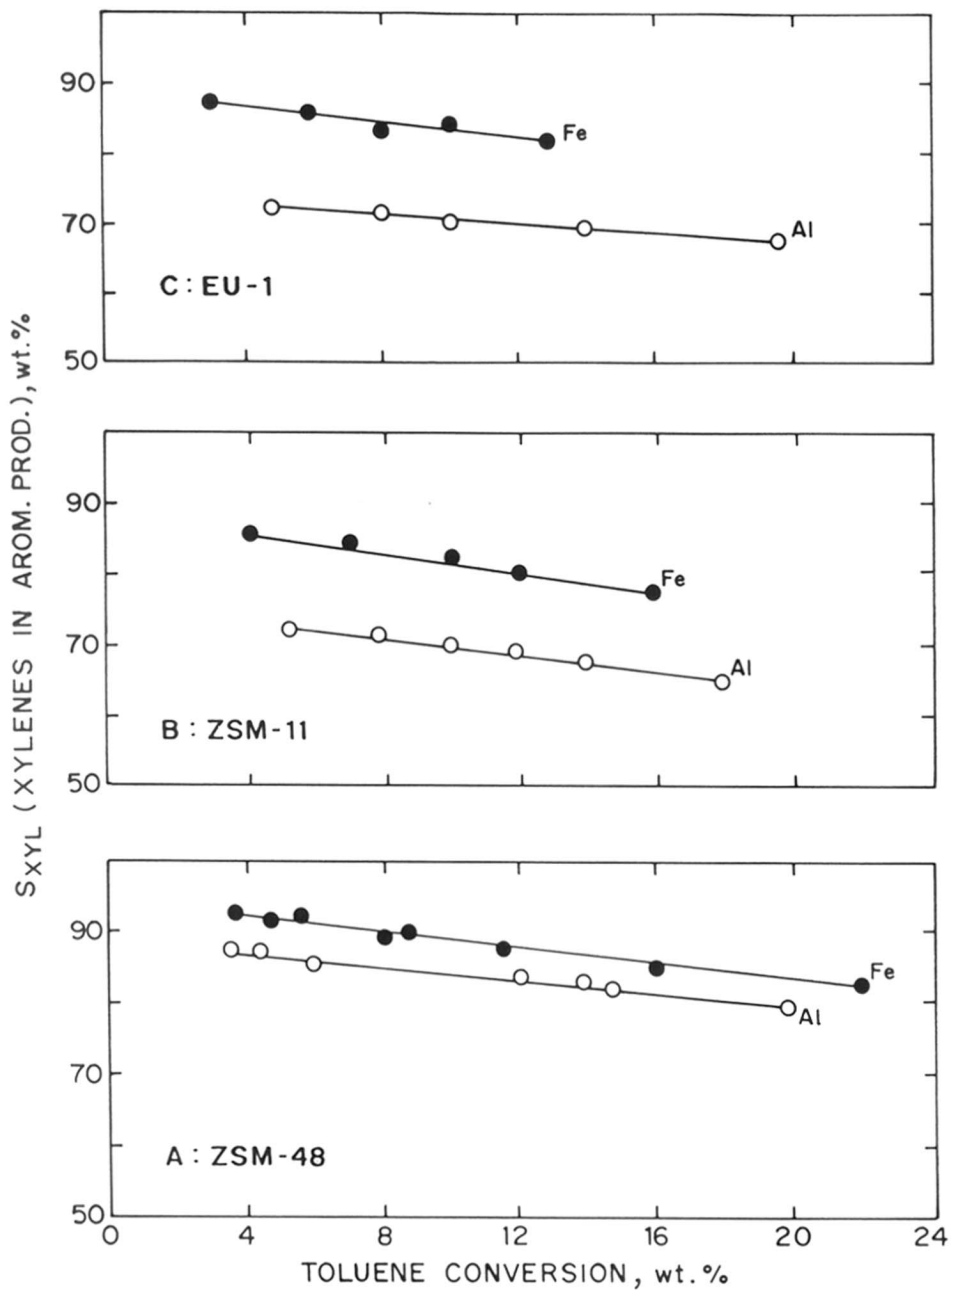 90
Fe
70
Al
C: EU-1
50
90
Fe
70
Al
B: ZSM-11
50
90
Fe
Al
70
A: ZSM-48
50
0 4 8 12 16 20 24
TOLUENE CONVERSION, wt.%
SXYL (XYLENES IN AROM. PROD.), wt.%